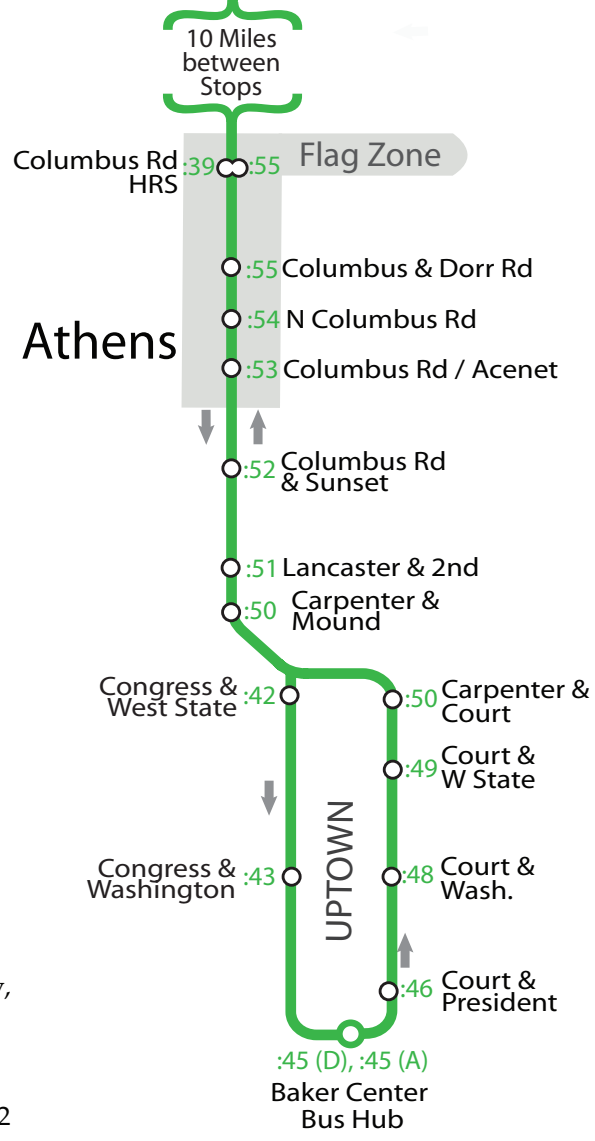 10 Miles
between
Stops
Flag Zone
Columbus Rd
HRS
:39
:55
:55 Columbus & Dorr Rd
:54 N Columbus Rd
Athens
:53 Columbus Rd / Acenet
:52 Columbus Rd
& Sunset
:51 Lancaster & 2nd
:50 Carpenter &
Mound
Congress &
West State
:42
:50 Carpenter &
Court
:49 Court &
W State
UPTOWN
Congress &
Washington
:43
:48 Court &
Wash.
:46 Court &
President
:45 (D), :45 (A)
Baker Center
Bus Hub
2